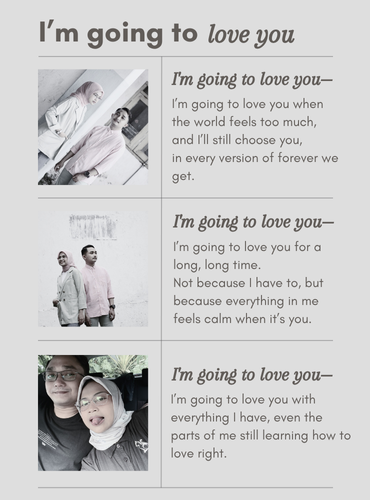 I'm going to love you
I'm going to love you—
I'm going to love you when
the world feels too much,
and I'll still choose you,
in every version of forever we
get.
I'm going to love you—
I'm going to love you for a
long, long time.
Not because I have to, but
because everything in me
feels calm when it's you.
I'm going to love you—
I'm going to love you with
everything I have, even the
parts of me still learning how to
love right.